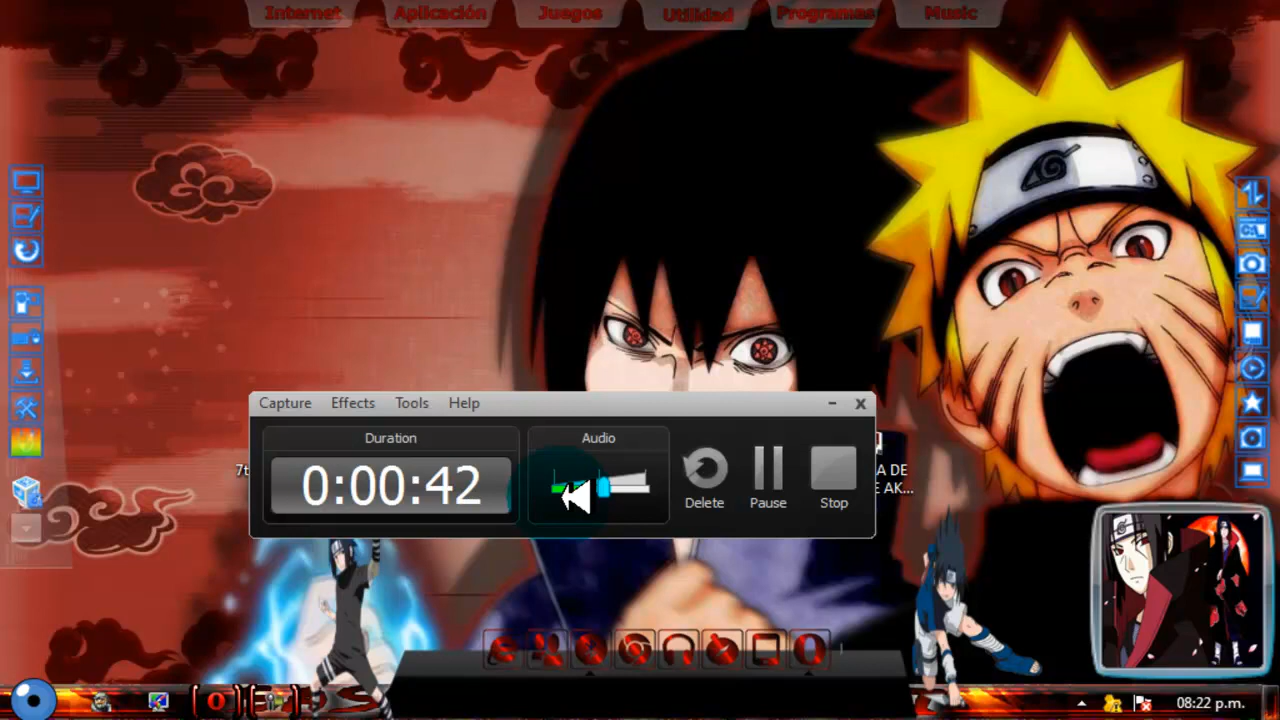 Internet Aplicación Juegos Utilidad Programas Music
Capture Effects Tools Help
Duration
0:00:42
Audio
Delete Pause Stop
7t
A DE
E AK...
08:22 p.m.